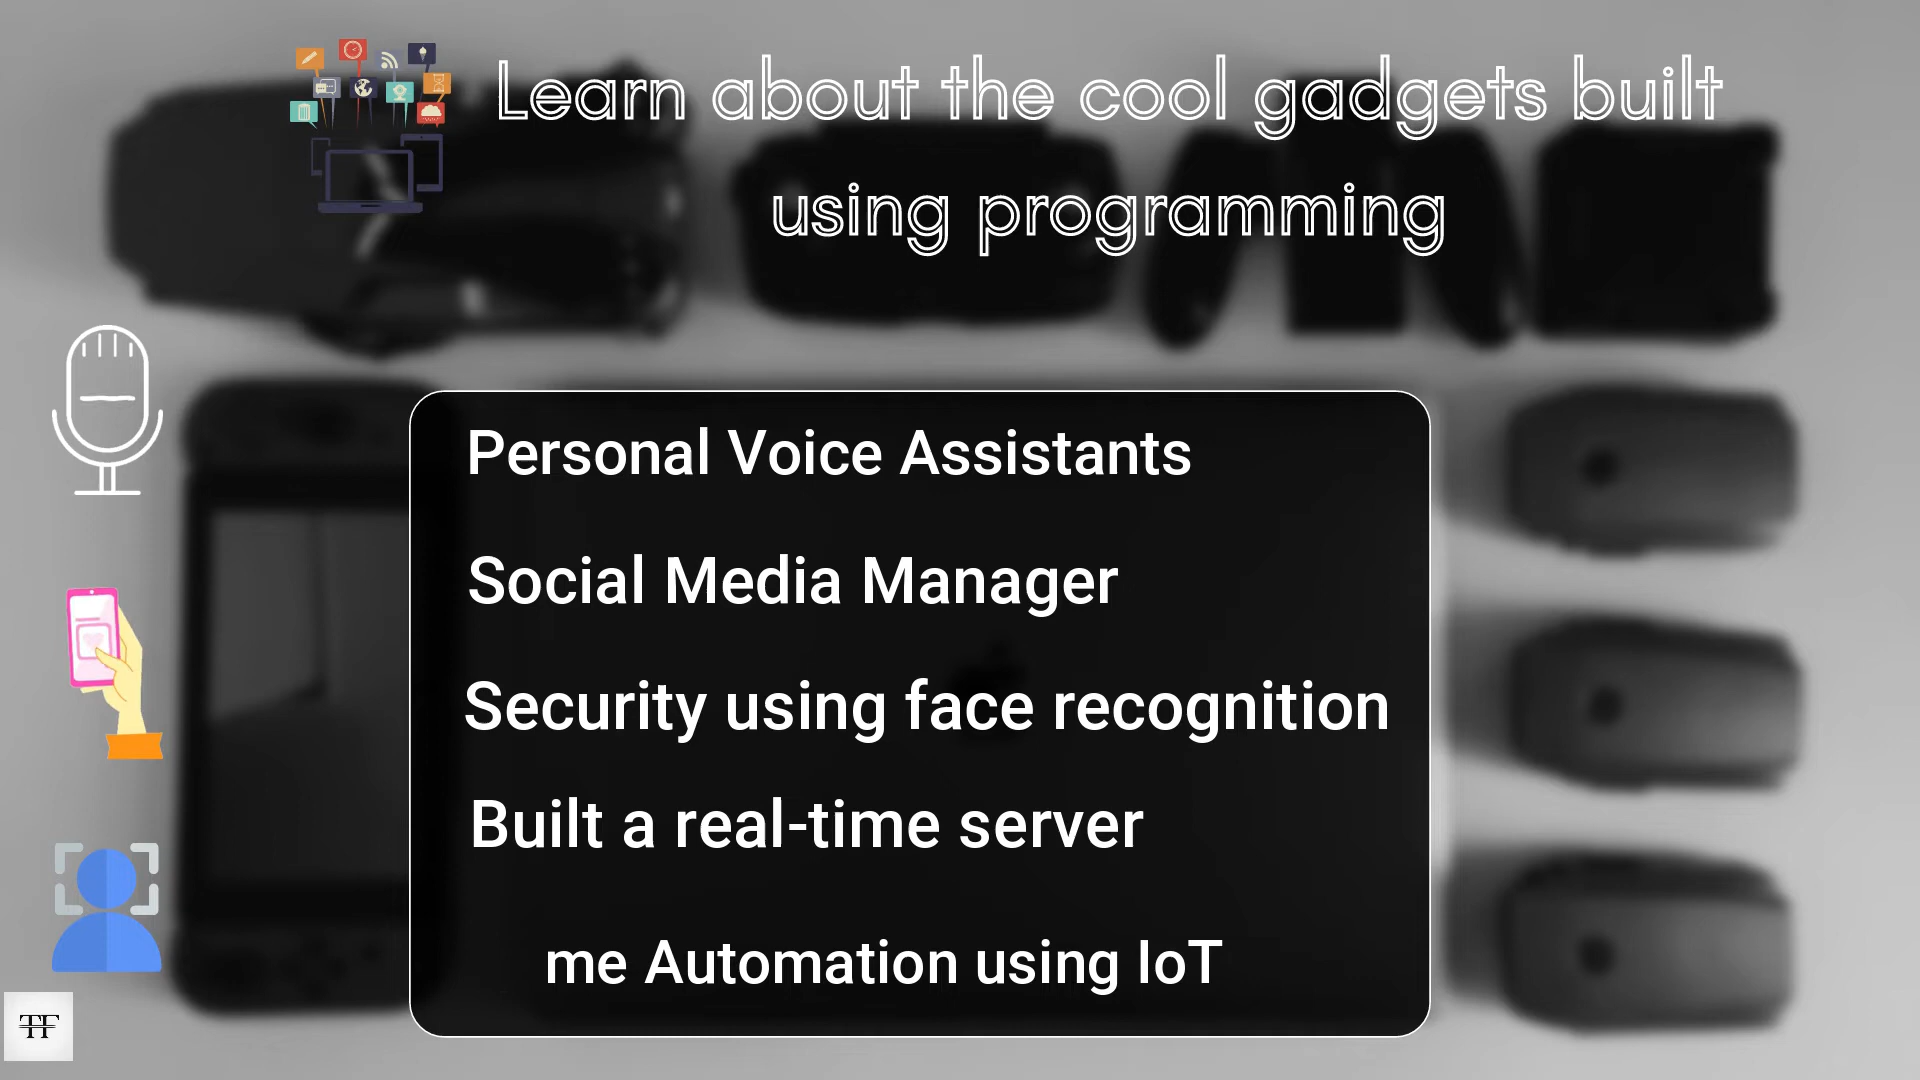 Learn about the cool gadgets built
using programming
Personal Voice Assistants
Social Media Manager
Security using face recognition
Built a real-time server
me Automation using IoT
TF